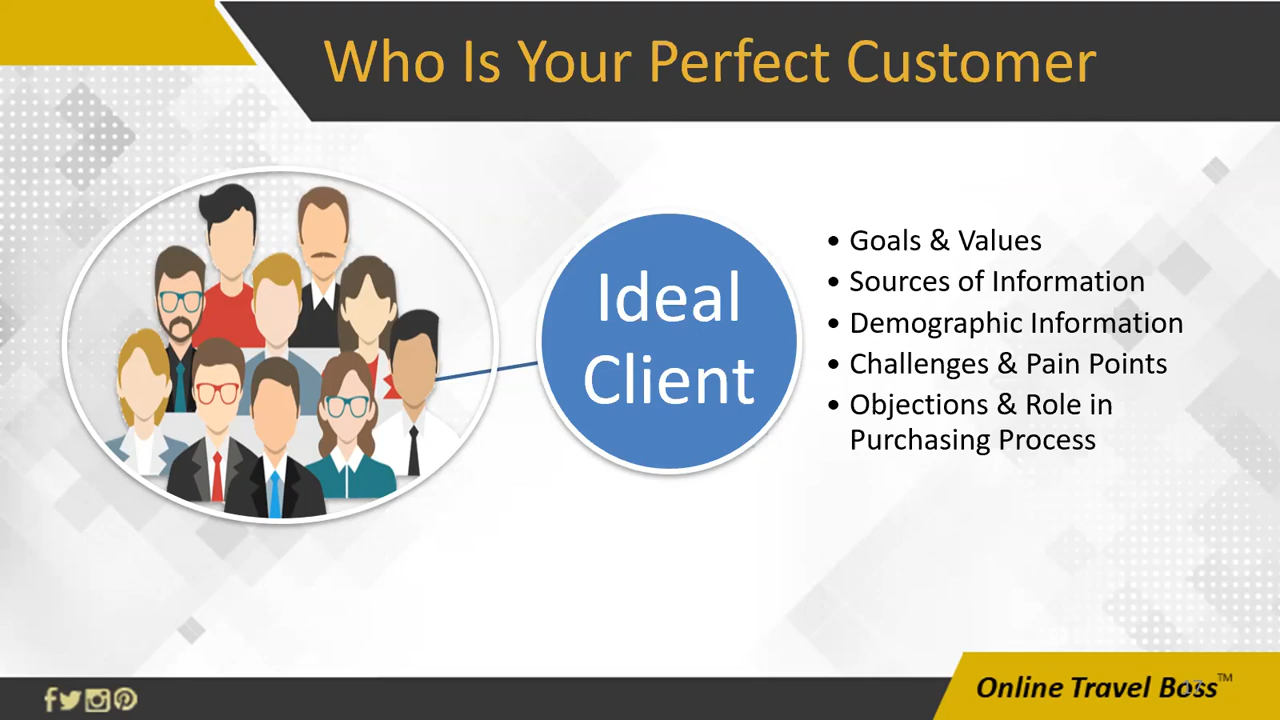 Who Is Your Perfect Customer
Ideal
Client
• Goals & Values
• Sources of Information
• Demographic Information
• Challenges & Pain Points
• Objections & Role in
Purchasing Process
Online Travel Boss™
17